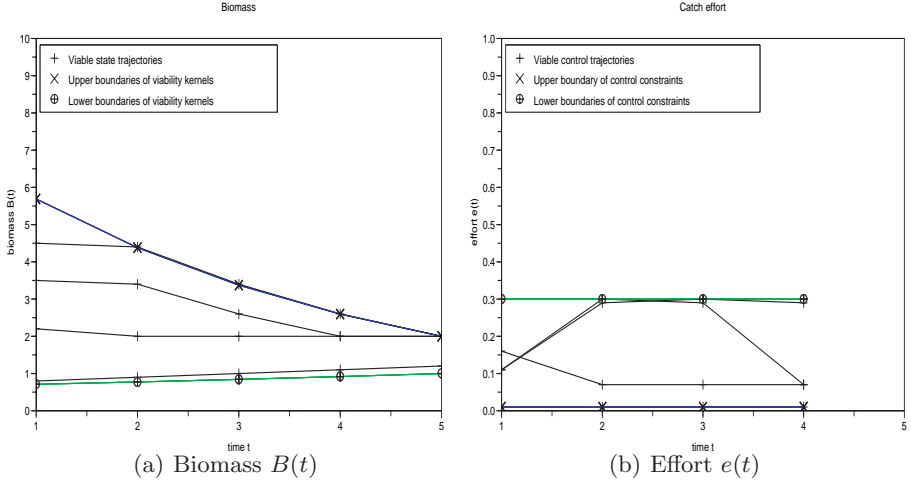 Biomass
10
9
8
7
6
5
4
3
2
1
0
biomass B(t)
Viable state trajectories
Upper boundaries of viability kernels
Lower boundaries of viability kernels
1 2 3 4 5
time t
(a) Biomass B(t)
Catch effort
1.0
0.9
0.8
0.7
0.6
0.5
0.4
0.3
0.2
0.1
0.0
effort e(t)
Viable control trajectories
Upper boundary of control constraints
Lower boundaries of control constraints
1 2 3 4 5
time t
(b) Effort e(t)